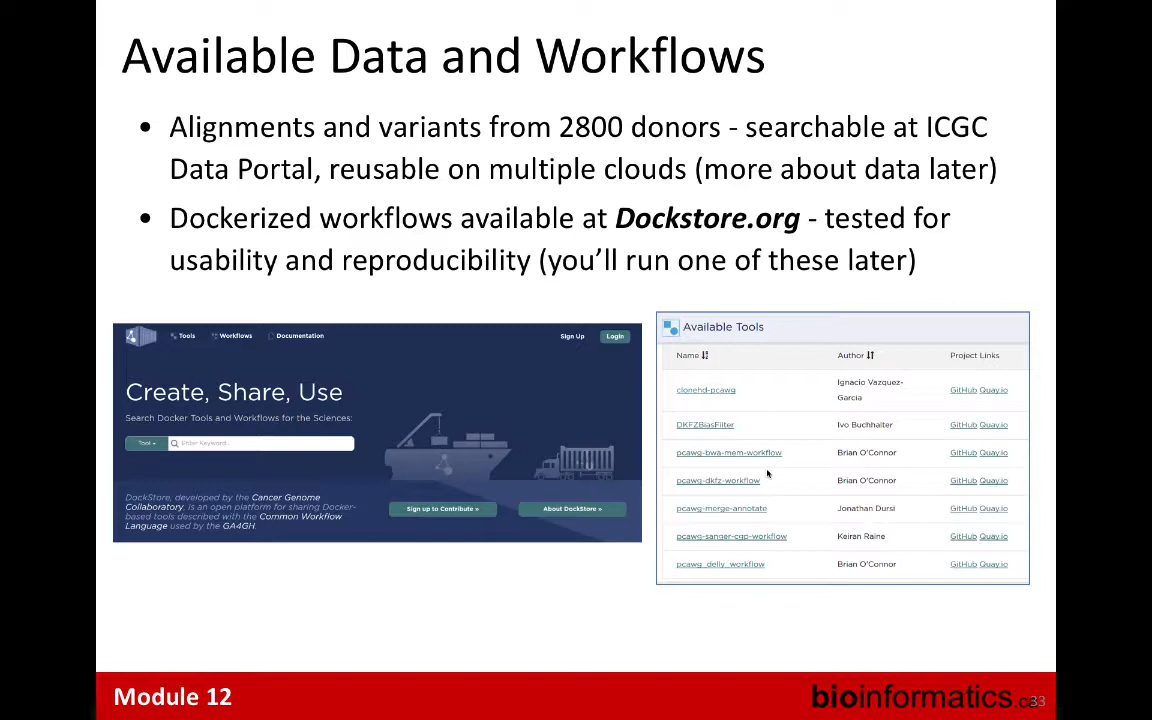 Available Data and Workflows
• Alignments and variants from 2800 donors - searchable at ICGC
Data Portal, reusable on multiple clouds (more about data later)
• Dockerized workflows available at Dockstore.org - tested for
usability and reproducibility (you’ll run one of these later)
Tools Workflows Documentation Sign Up Login
Create, Share, Use
Search Docker Tools and Workflows for the Sciences:
Tool Enter Keyword...
DockStore, developed by the Cancer Genome
Collaboratory, is an open platform for sharing Docker-
based tools described with the Common Workflow
Language used by the GA4GH.
Sign up to Contribute » About DockStore »
Available Tools
Name Author Project Links
clonehd-pcawg Ignacio Vazquez-
Garcia GitHub Quay.io
DKFZBiasFilter Ivo Buchhalter GitHub Quay.io
pcawg-bwa-mem-workflow Brian O'Connor GitHub Quay.io
pcawg-dkfz-workflow Brian O'Connor GitHub Quay.io
pcawg-merge-annotate Jonathan Dursi GitHub Quay.io
pcawg-sanger-cgp-workflow Keiran Raine GitHub Quay.io
pcawg_delly_workflow Brian O'Connor GitHub Quay.io
Module 12
bioinformatics.ca 33